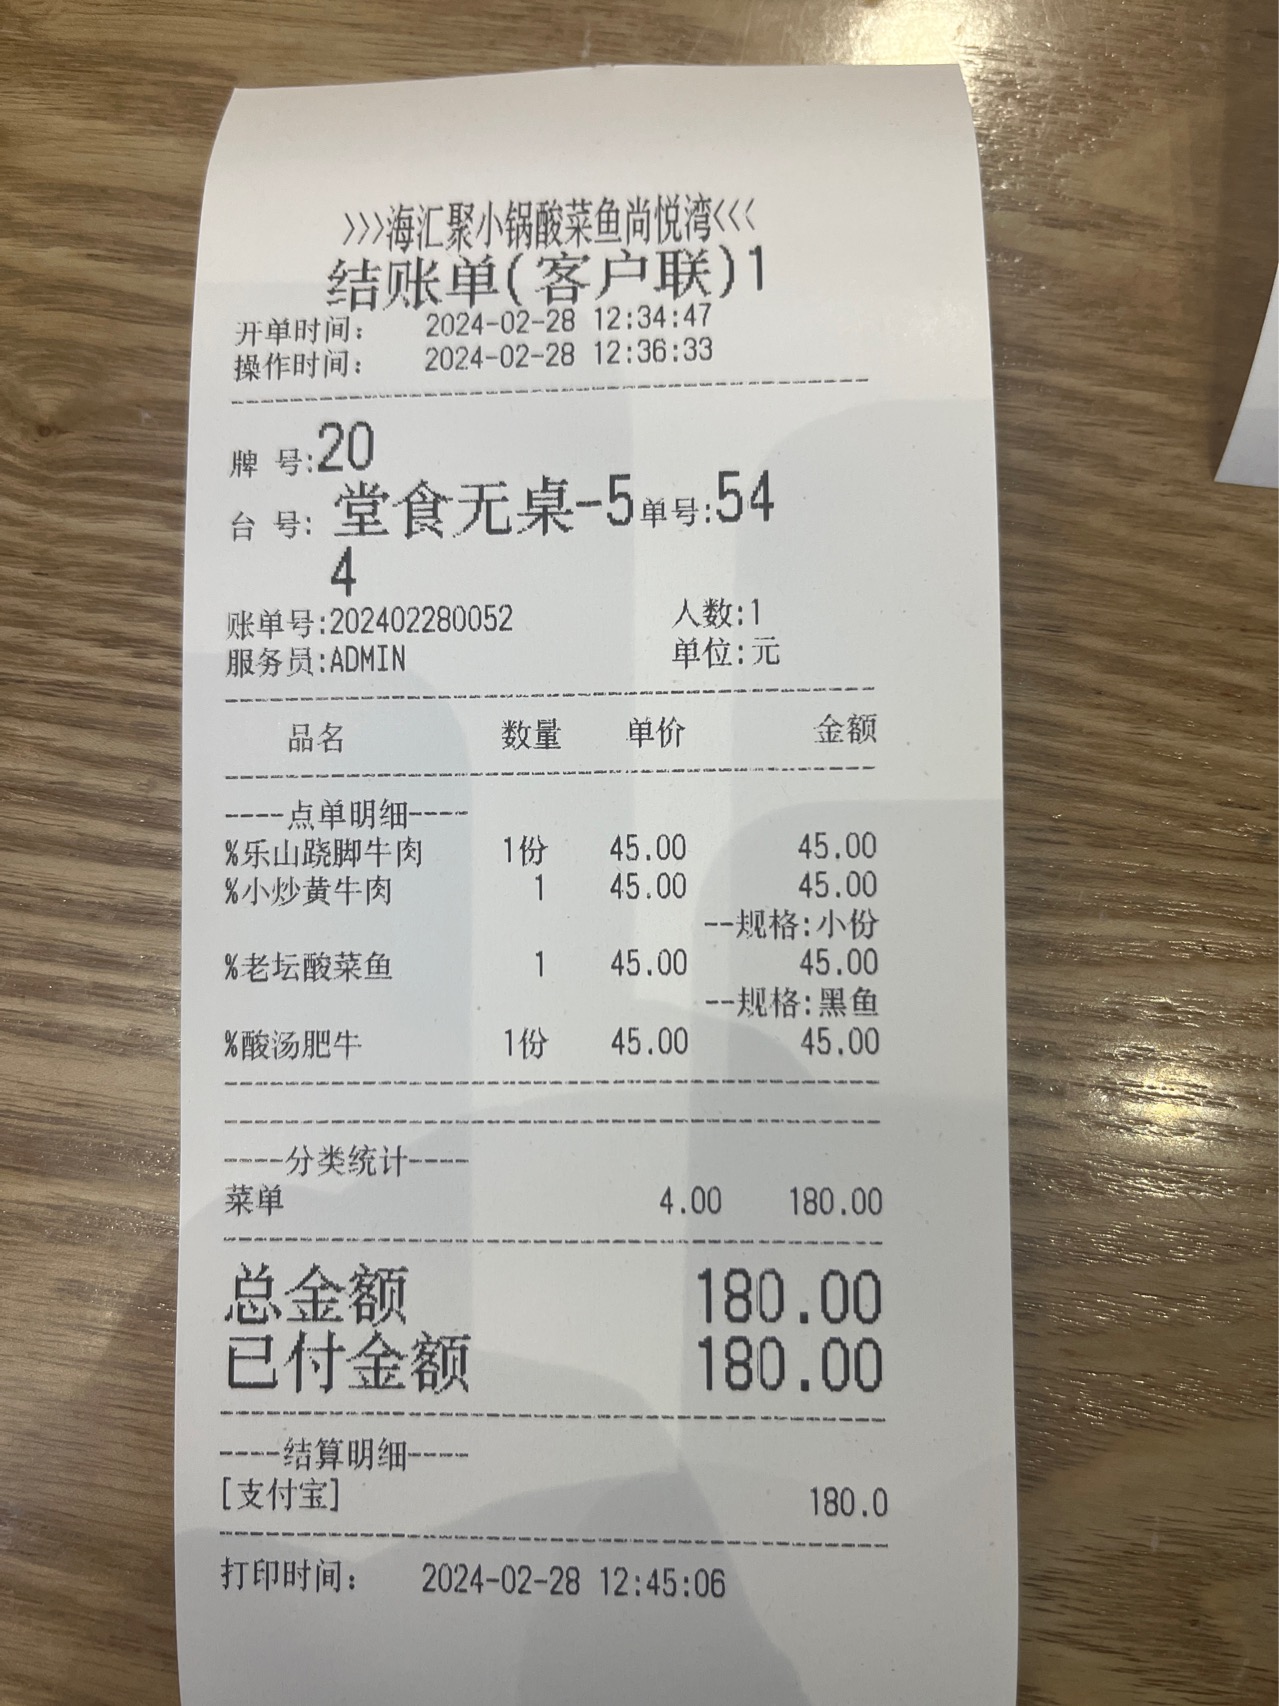 >>>海汇聚小锅酸菜鱼尚悦湾<<<
结账单(客户联)1
开单时间: 2024-02-28 12:34:47
操作时间: 2024-02-28 12:36:33
牌 号:20
台 号: 堂食无桌-5单号:54
4
账单号:202402280052 人数:1
服务员:ADMIN 单位:元
品名 数量 单价 金额
----点单明细----
%乐山跷脚牛肉 1份 45.00 45.00
%小炒黄牛肉 1 45.00 45.00
--规格:小份
%老坛酸菜鱼 1 45.00 45.00
--规格:黑鱼
%酸汤肥牛 1份 45.00 45.00
----分类统计----
菜单 4.00 180.00
总金额 180.00
已付金额 180.00
----结算明细----
[支付宝] 180.0
打印时间: 2024-02-28 12:45:06